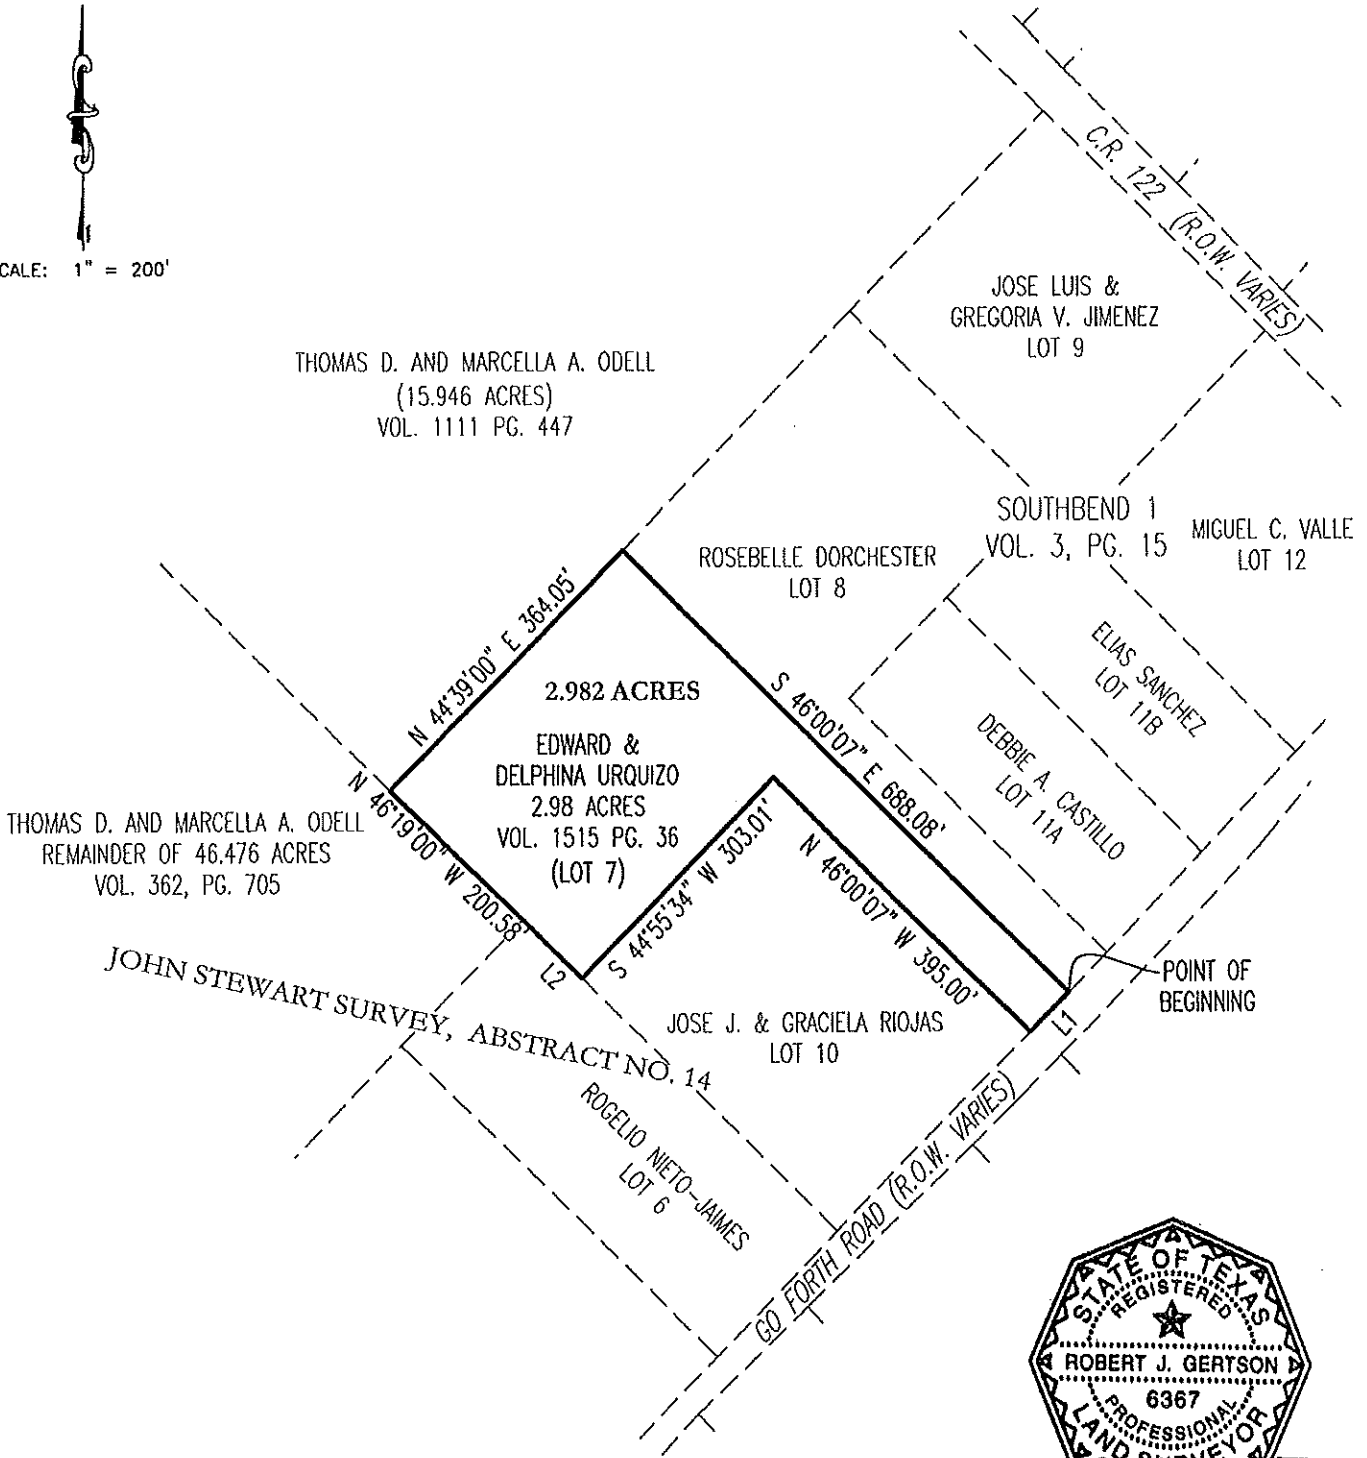 CALE: 1" = 200'
C.R. 122 (R.O.W. VARIES)
JOSE LUIS &
GREGORIA V. JIMENEZ
LOT 9
THOMAS D. AND MARCELLA A. ODELL
(15.946 ACRES)
VOL. 1111 PG. 447
SOUTHBEND 1
VOL. 3, PG. 15
MIGUEL C. VALLE
LOT 12
ROSEBELLE DORCHESTER
LOT 8
N 44°39'00" E 364.05'
ELIAS SANCHEZ
LOT 11B
2.982 ACRES
S 46°00'07" E 688.08'
DEBBIE A. CASTILLO
LOT 11A
EDWARD &
DELPHINA URQUIZO
2.98 ACRES
VOL. 1515 PG. 36
(LOT 7)
N 46°19'00" W 200.58'
THOMAS D. AND MARCELLA A. ODELL
REMAINDER OF 46.476 ACRES
VOL. 362, PG. 705
S 44°55'34" W 303.01'
N 46°00'07" W 395.00'
L2
POINT OF
BEGINNING
L1
JOHN STEWART SURVEY, ABSTRACT NO. 14
JOSE J. & GRACIELA RIOJAS
LOT 10
ROGELIO NIETO-JAIMES
LOT 6
GO FORTH ROAD (R.O.W. VARIES)
STATE OF TEXAS
REGISTERED
ROBERT J. GERTSON
6367
PROFESSIONAL
LAND SURVEYOR